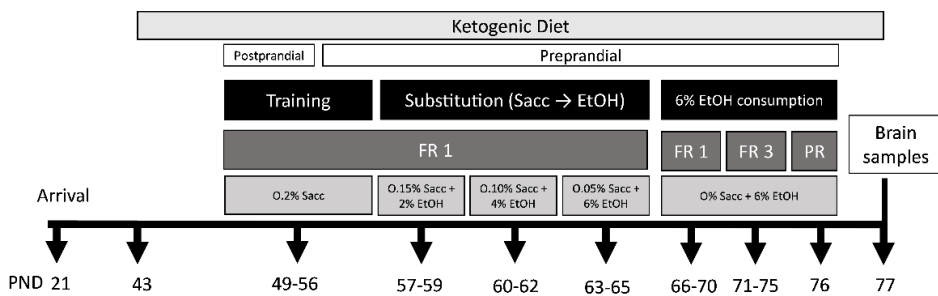 Ketogenic Diet
Postprandial
Preprandial
Training
Substitution (Sacc → EtOH)
6% EtOH consumption
FR 1
FR 1
FR 3
PR
Brain
samples
0.2% Sacc
0.15% Sacc +
2% EtOH
0.10% Sacc +
4% EtOH
0.05% Sacc +
6% EtOH
0% Sacc + 6% EtOH
Arrival
PND 21 43 49-56 57-59 60-62 63-65 66-70 71-75 76 77